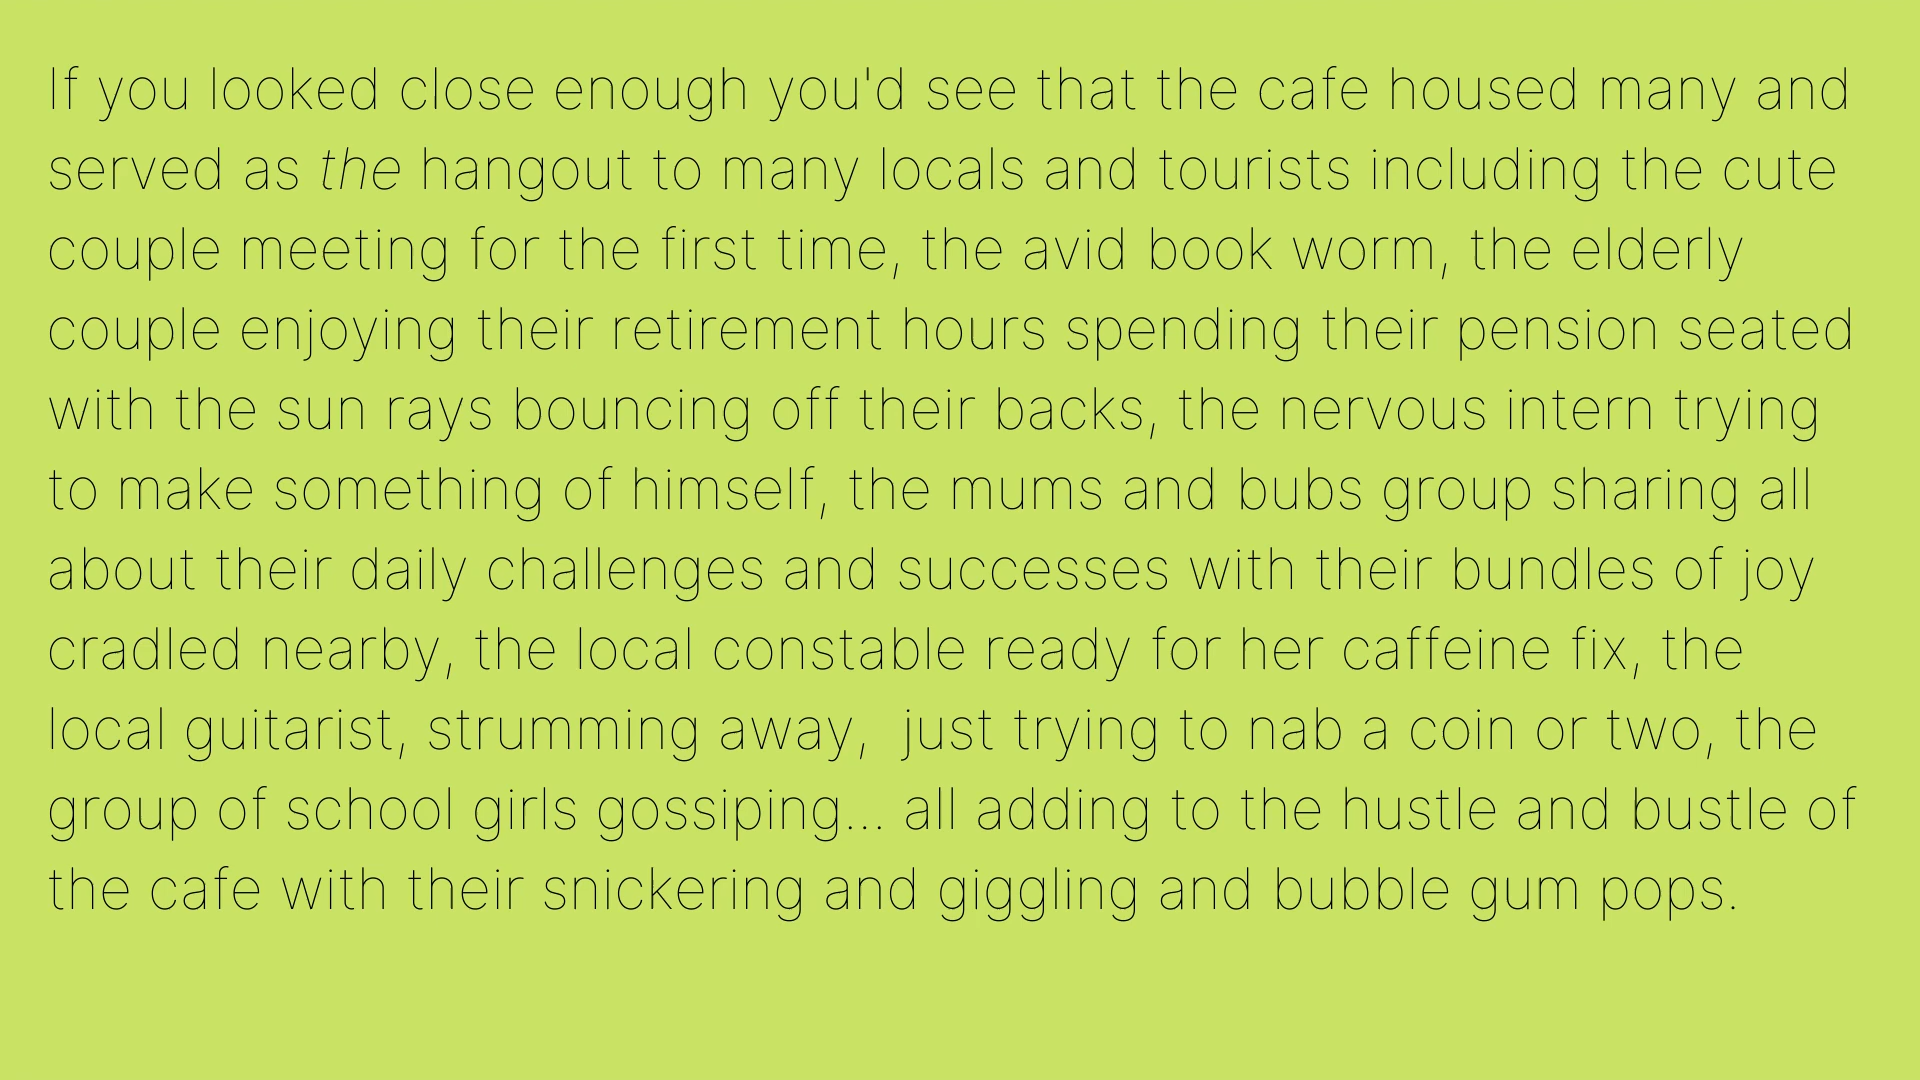 If you looked close enough you'd see that the cafe housed many and
served as the hangout to many locals and tourists including the cute
couple meeting for the first time, the avid book worm, the elderly
couple enjoying their retirement hours spending their pension seated
with the sun rays bouncing off their backs, the nervous intern trying
to make something of himself, the mums and bubs group sharing all
about their daily challenges and successes with their bundles of joy
cradled nearby, the local constable ready for her caffeine fix, the
local guitarist, strumming away,  just trying to nab a coin or two, the
group of school girls gossiping... all adding to the hustle and bustle of
the cafe with their snickering and giggling and bubble gum pops.